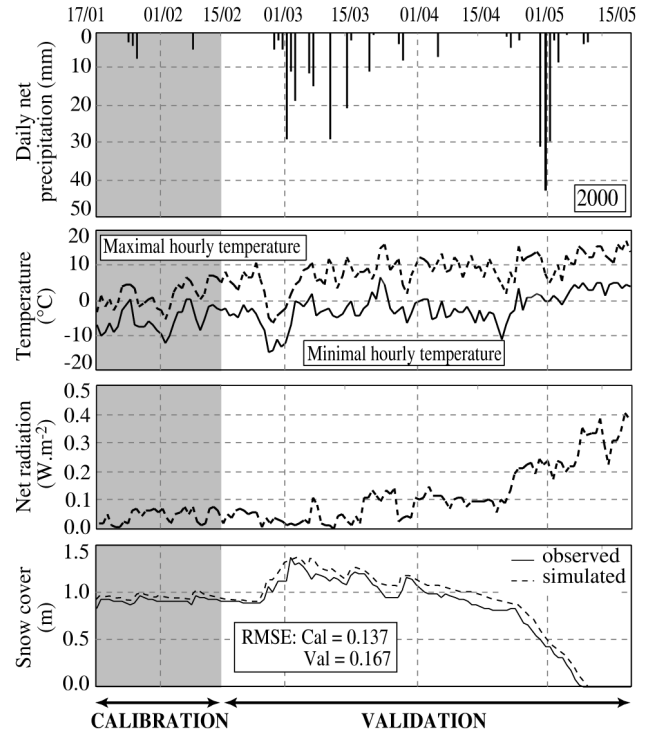 17/01 01/02 15/02 01/03 15/03 01/04 15/04 01/05 15/05
Daily net
precipitation (mm)
0
10
20
30
40
50
2000
Temperature
(°C)
20
10
0
-10
-20
Maximal hourly temperature
Minimal hourly temperature
Net radiation
(W.m-2)
0.5
0.4
0.3
0.2
0.1
0.0
Snow cover
(m)
1.5
1.0
0.5
0.0
observed
simulated
RMSE: Cal = 0.137
Val = 0.167
CALIBRATION VALIDATION